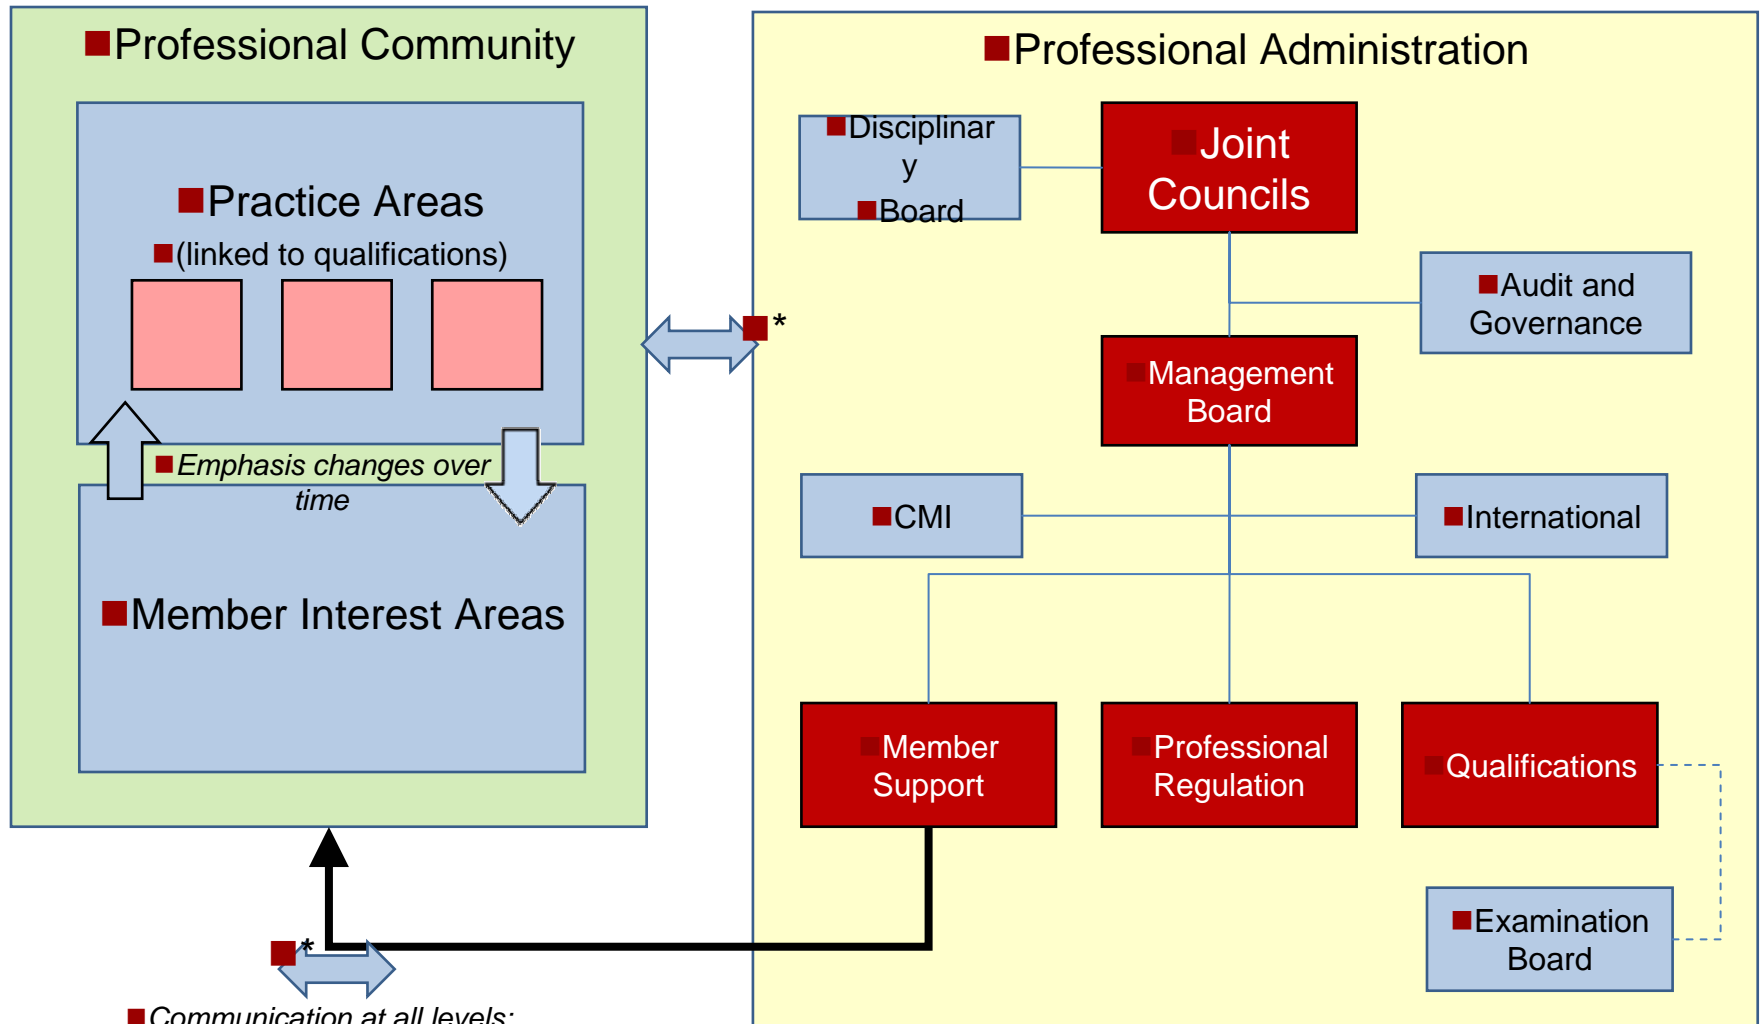 ■Professional Community
■Practice Areas
■(linked to qualifications)
■Emphasis changes over
time
■Member Interest Areas
■*
■Professional Administration
■Disciplinar
y
■Board
■Joint
Councils
■Audit and
Governance
■Management
Board
■CMI
■International
■Member
Support
■Professional
Regulation
■Qualifications
■Examination
Board
■*
■Communication at all levels: